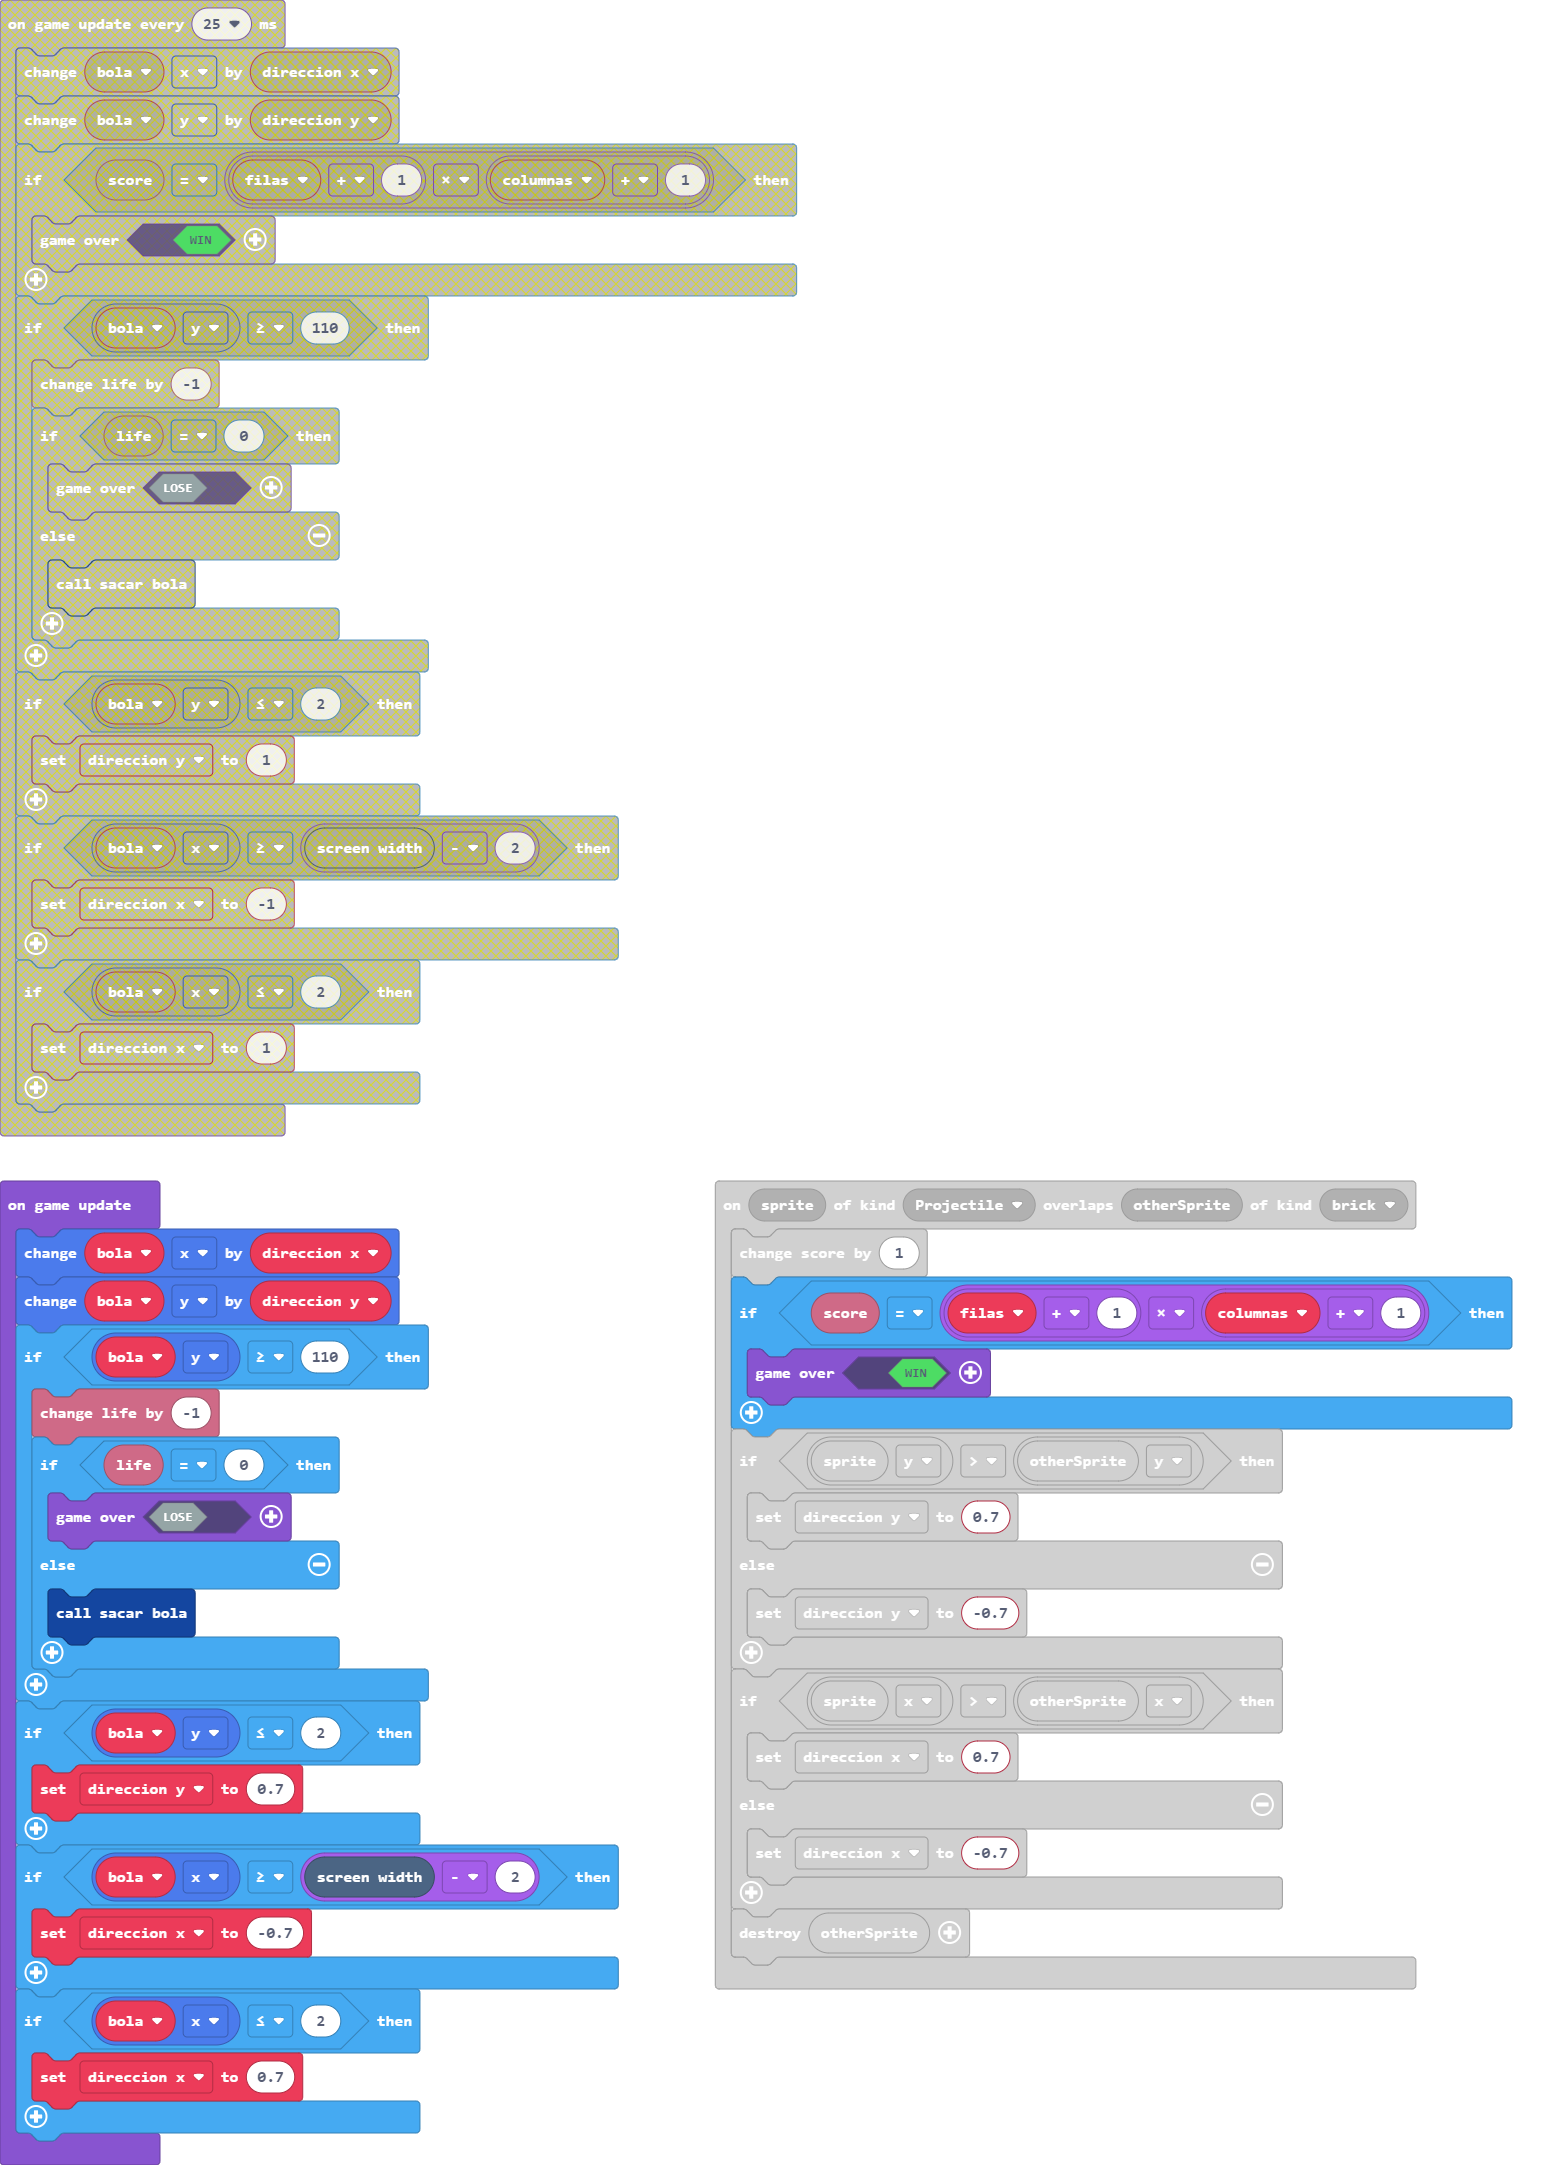 on game update every 25 ms
change bola x by direccion x
change bola y by direccion y
if score = filas + 1 × columnas + 1 then
game over WIN
if bola y ≥ 110 then
change life by -1
if life = 0 then
game over LOSE
else
call sacar bola
if bola y ≤ 2 then
set direccion y to 1
if bola x ≥ screen width - 2 then
set direccion x to -1
if bola x ≤ 2 then
set direccion x to 1
on game update
change bola x by direccion x
change bola y by direccion y
if bola y ≥ 110 then
change life by -1
if life = 0 then
game over LOSE
else
call sacar bola
if bola y ≤ 2 then
set direccion y to 0.7
if bola x ≥ screen width - 2 then
set direccion x to -0.7
if bola x ≤ 2 then
set direccion x to 0.7
on sprite of kind Projectile overlaps otherSprite of kind brick
change score by 1
if score = filas + 1 × columnas + 1 then
game over WIN
if sprite y > otherSprite y then
set direccion y to 0.7
else
set direccion y to -0.7
if sprite x > otherSprite x then
set direccion x to 0.7
else
set direccion x to -0.7
destroy otherSprite